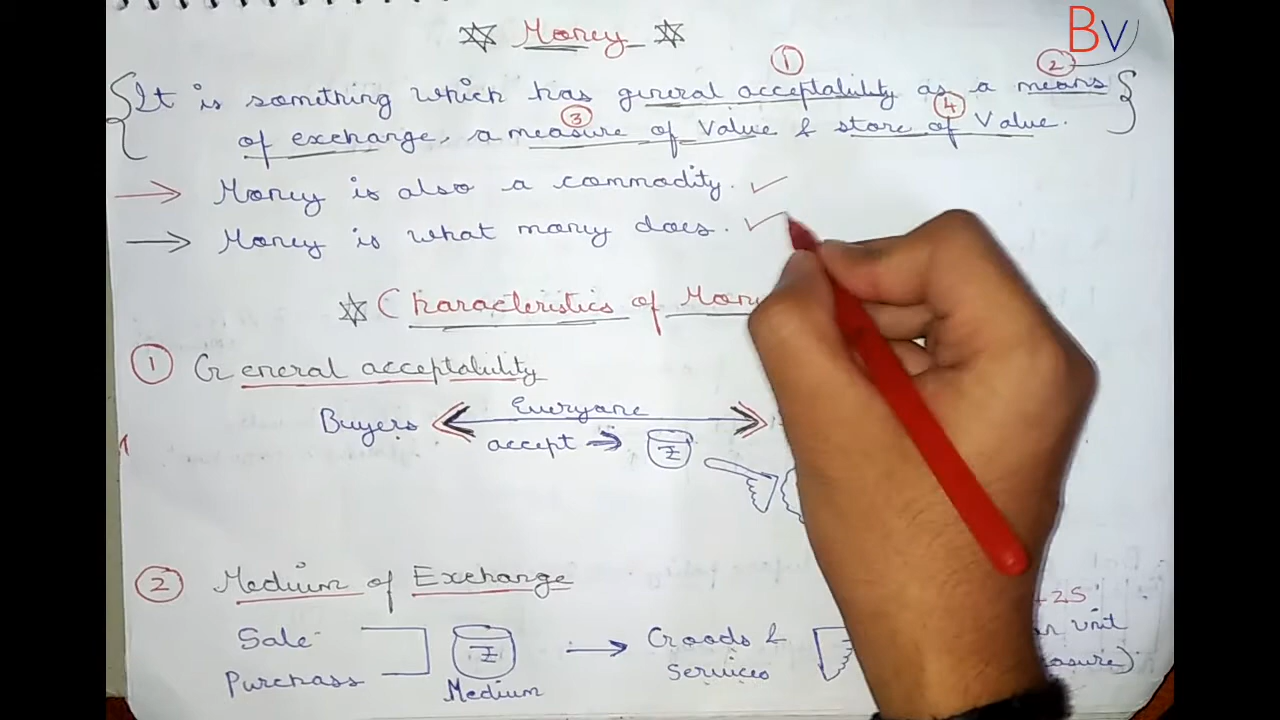 BV
Money
① ②
It is something which has general acceptability as a means
③ ④
of exchange, a measure of Value & store of Value.
Money is also a commodity.
Money is what money does.
Characteristics of
① General acceptability
Buyers Everyone
accept
② Medium of Exchange
Sale
Purchass
Medium
Goods &
Services
unit